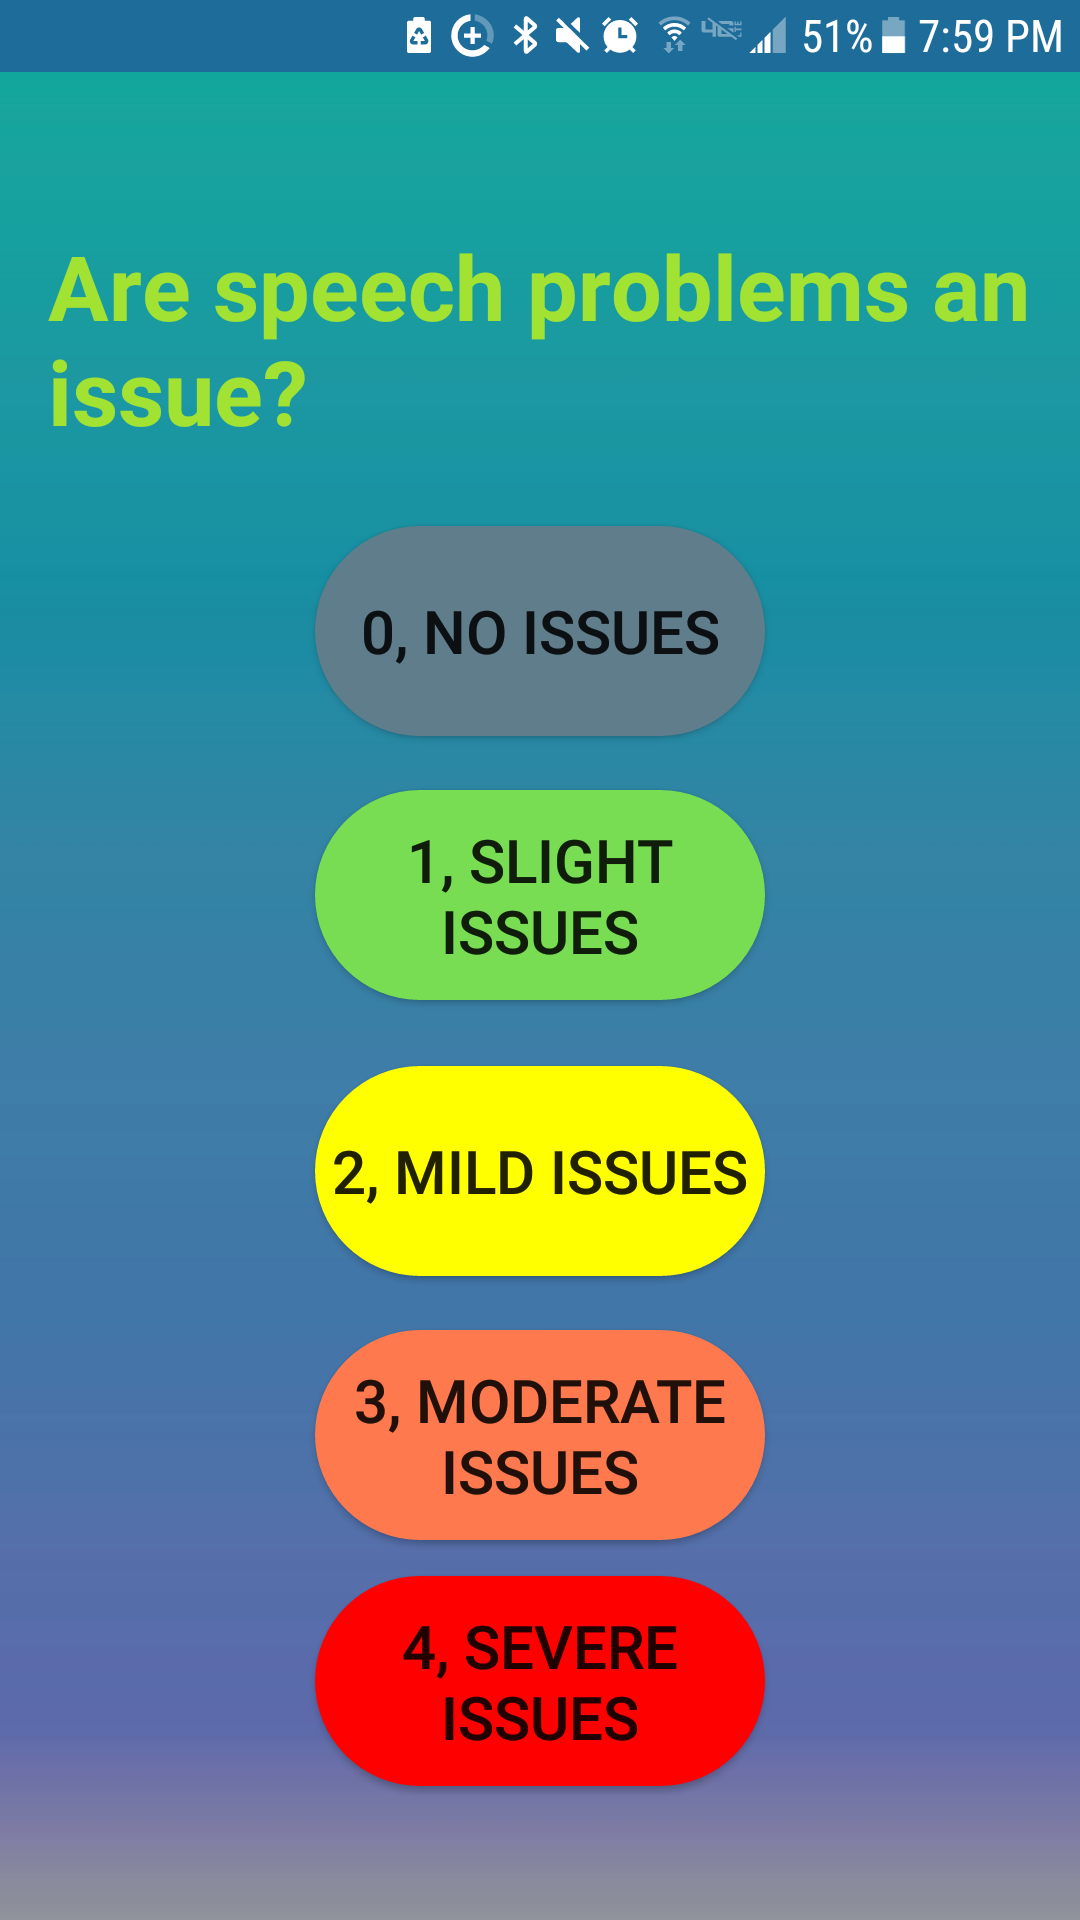 51% 7:59 PM
Are speech problems an
issue?
0, NO ISSUES
1, SLIGHT
ISSUES
2, MILD ISSUES
3, MODERATE
ISSUES
4, SEVERE
ISSUES